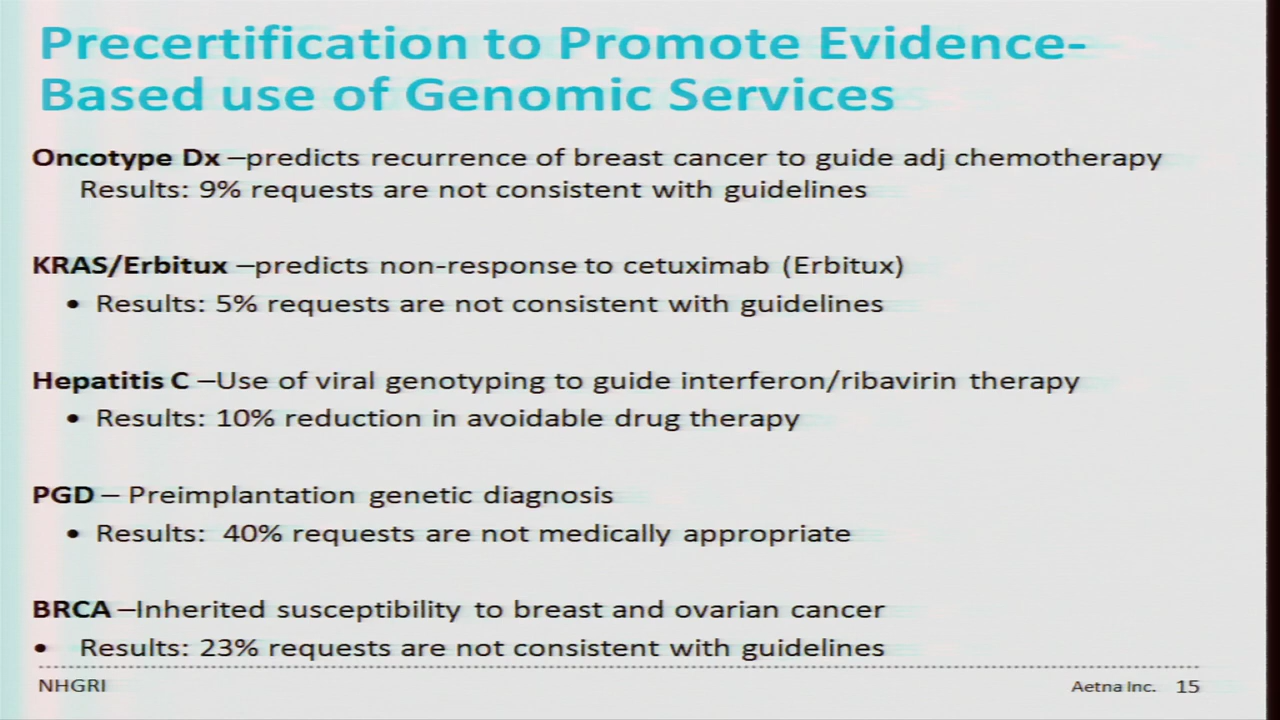 Precertification to Promote Evidence-
Based use of Genomic Services
Oncotype Dx –predicts recurrence of breast cancer to guide adj chemotherapy
Results: 9% requests are not consistent with guidelines
KRAS/Erbitux –predicts non-response to cetuximab (Erbitux)
• Results: 5% requests are not consistent with guidelines
Hepatitis C –Use of viral genotyping to guide interferon/ribavirin therapy
• Results: 10% reduction in avoidable drug therapy
PGD – Preimplantation genetic diagnosis
• Results: 40% requests are not medically appropriate
BRCA –Inherited susceptibility to breast and ovarian cancer
• Results: 23% requests are not consistent with guidelines
NHGRI
Aetna Inc. 15